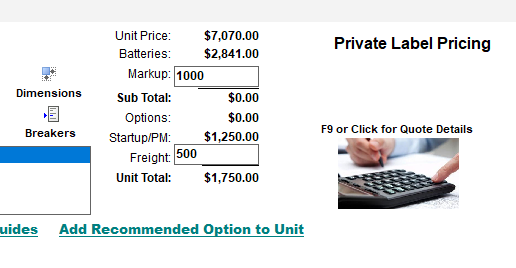 Unit Price: $7,070.00
Batteries: $2,841.00
Markup: 1000
Sub Total: $0.00
Options: $0.00
Startup/PM: $1,250.00
Freight: 500
Unit Total: $1,750.00
Dimensions
Breakers
Private Label Pricing
F9 or Click for Quote Details
uides Add Recommended Option to Unit